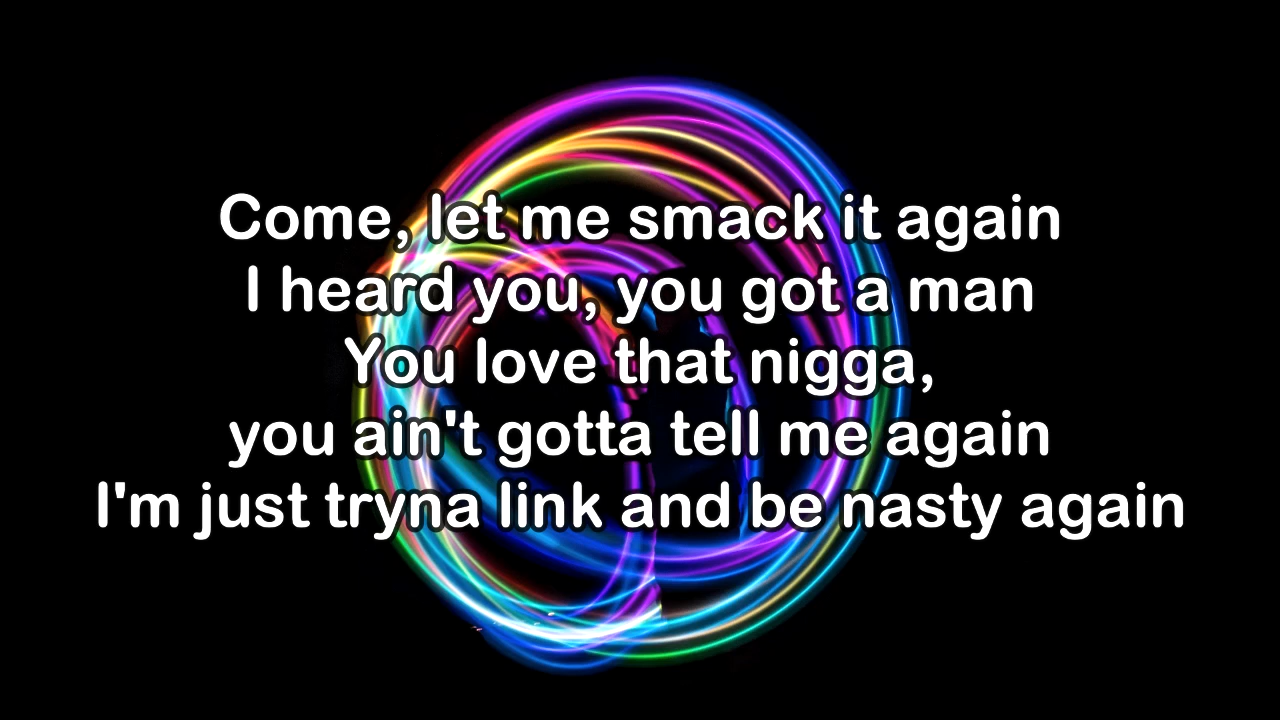 Come, let me smack it again
I heard you, you got a man
You love that nigga,
you ain't gotta tell me again
I'm just tryna link and be nasty again